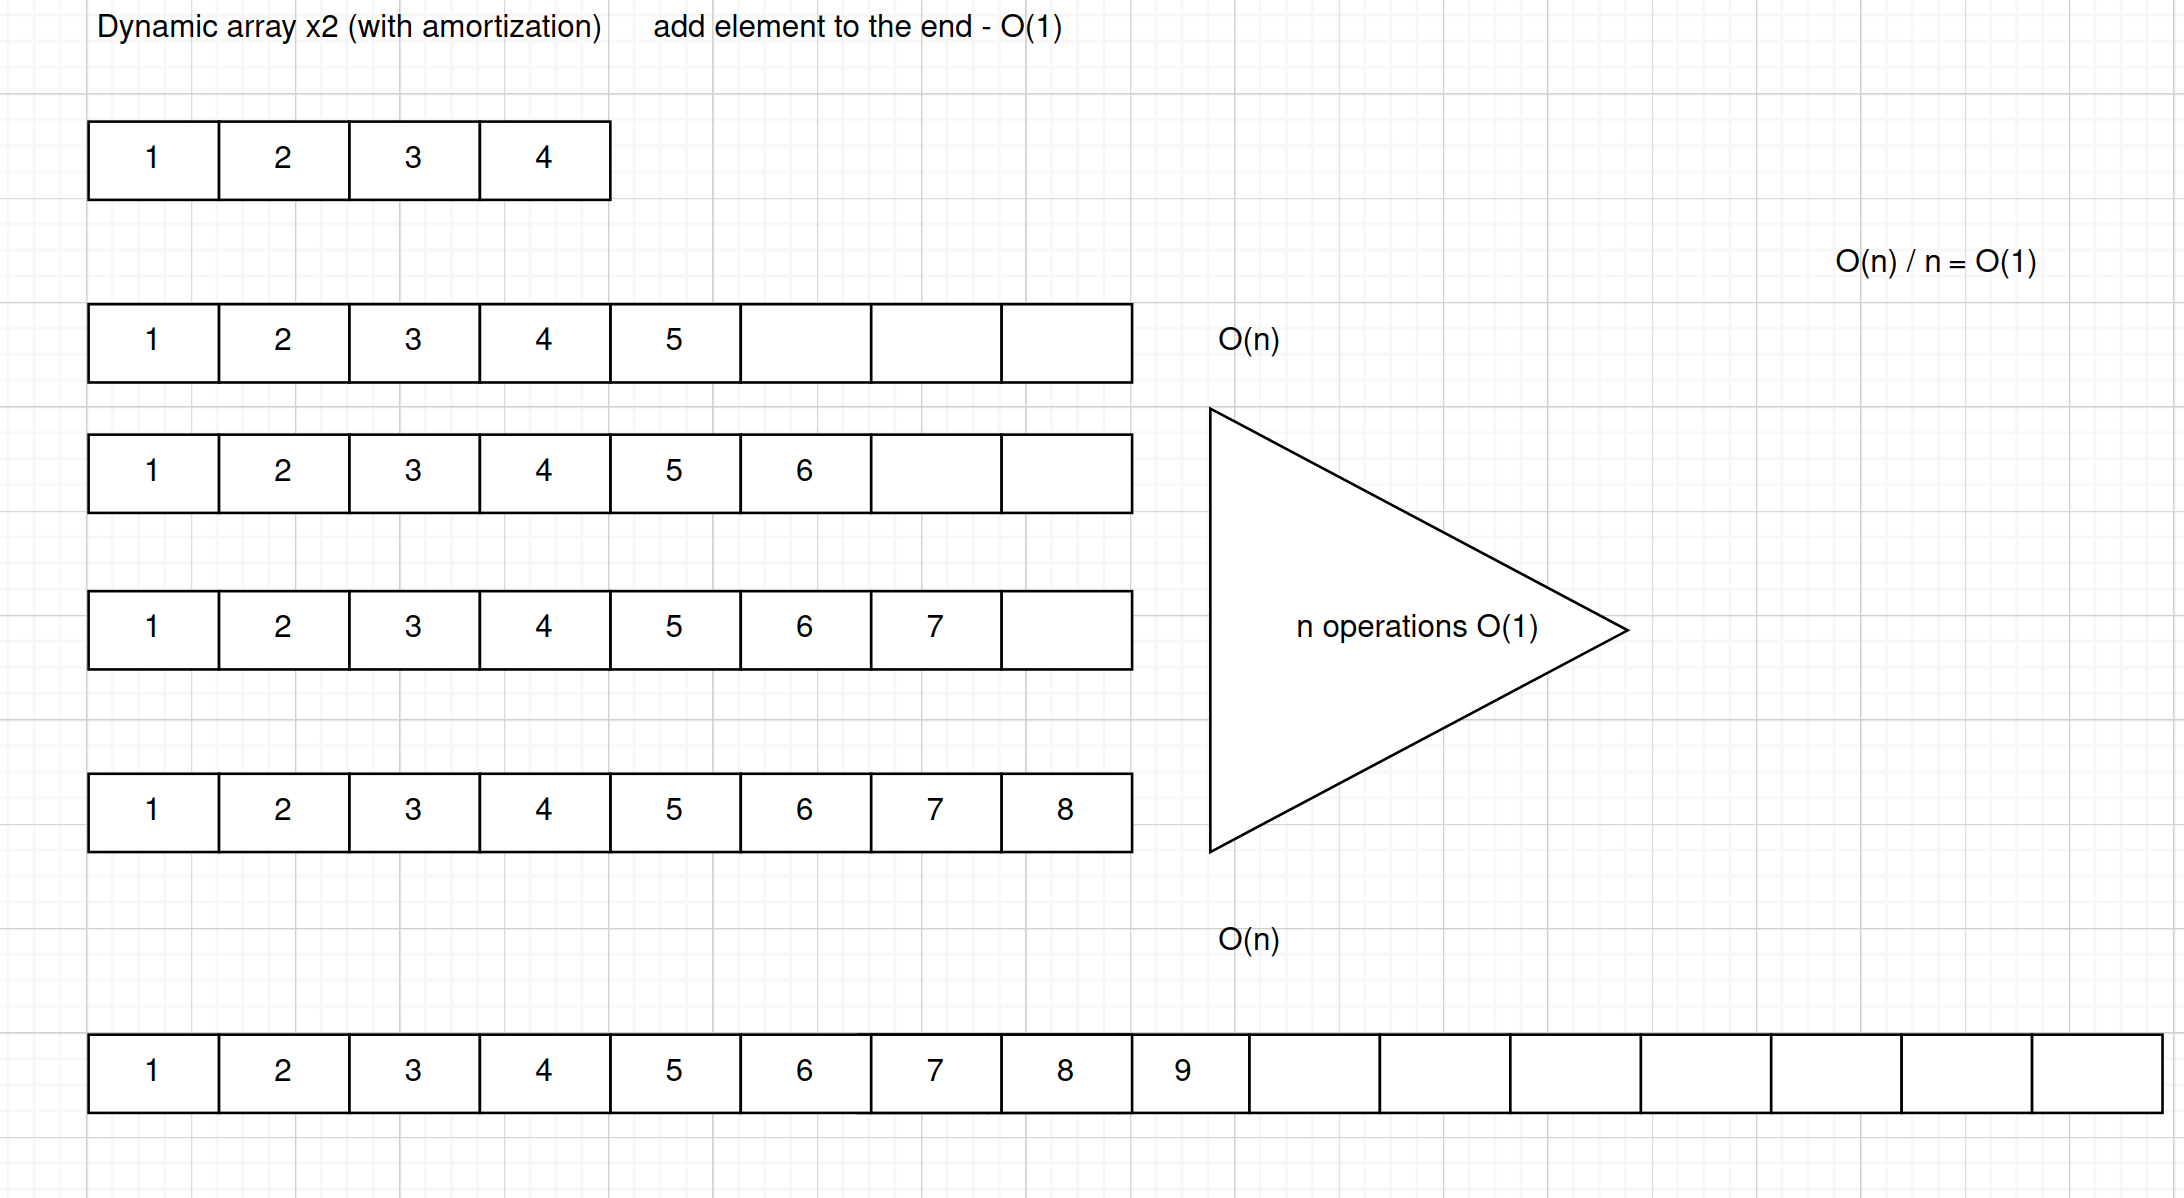 Dynamic array x2 (with amortization) add element to the end - O(1)
1 2 3 4
O(n) / n = O(1)
1 2 3 4 5 O(n)
1 2 3 4 5 6
1 2 3 4 5 6 7 n operations O(1)
1 2 3 4 5 6 7 8
O(n)
1 2 3 4 5 6 7 8 9